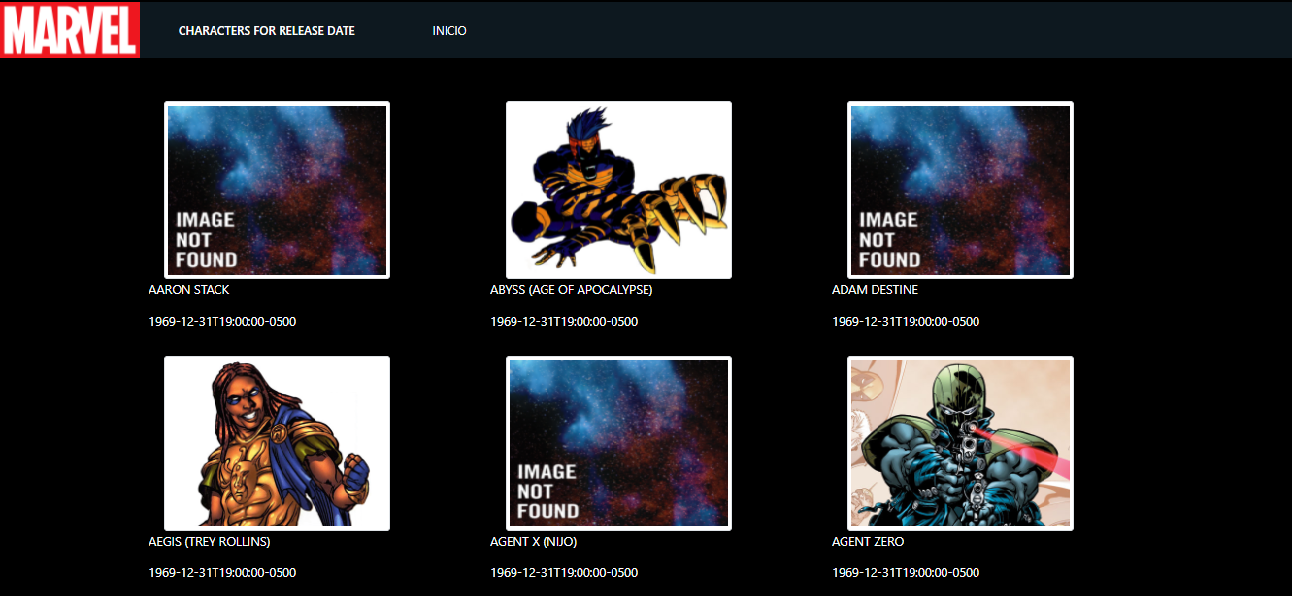 MARVEL
CHARACTERS FOR RELEASE DATE
INICIO
IMAGE
NOT
FOUND
IMAGE
NOT
FOUND
AARON STACK
ABYSS (AGE OF APOCALYPSE)
ADAM DESTINE
1969-12-31T19:00:00-0500
1969-12-31T19:00:00-0500
1969-12-31T19:00:00-0500
IMAGE
NOT
FOUND
AEGIS (TREY ROLLINS)
AGENT X (NIJO)
AGENT ZERO
1969-12-31T19:00:00-0500
1969-12-31T19:00:00-0500
1969-12-31T19:00:00-0500